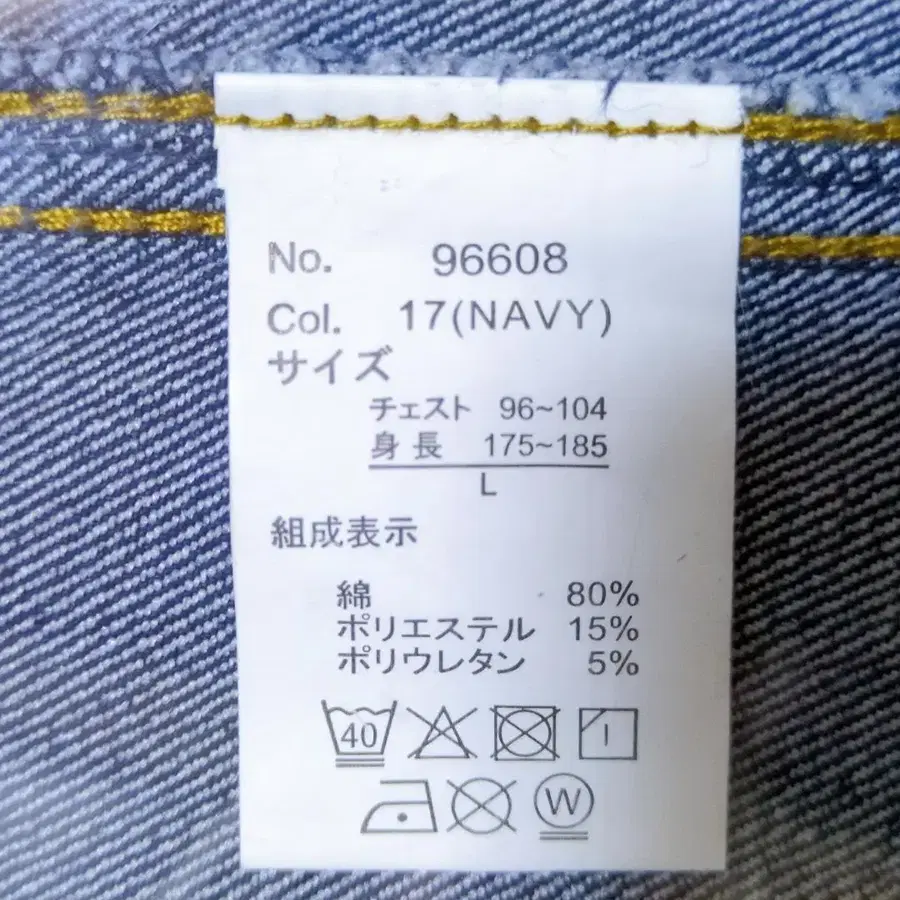 No. 96608
Col. 17(NAVY)
サイズ
チェスト 96~104
身長 175~185
L
組成表示
綿 80%
ポリエステル 15%
ポリウレタン 5%
40
W